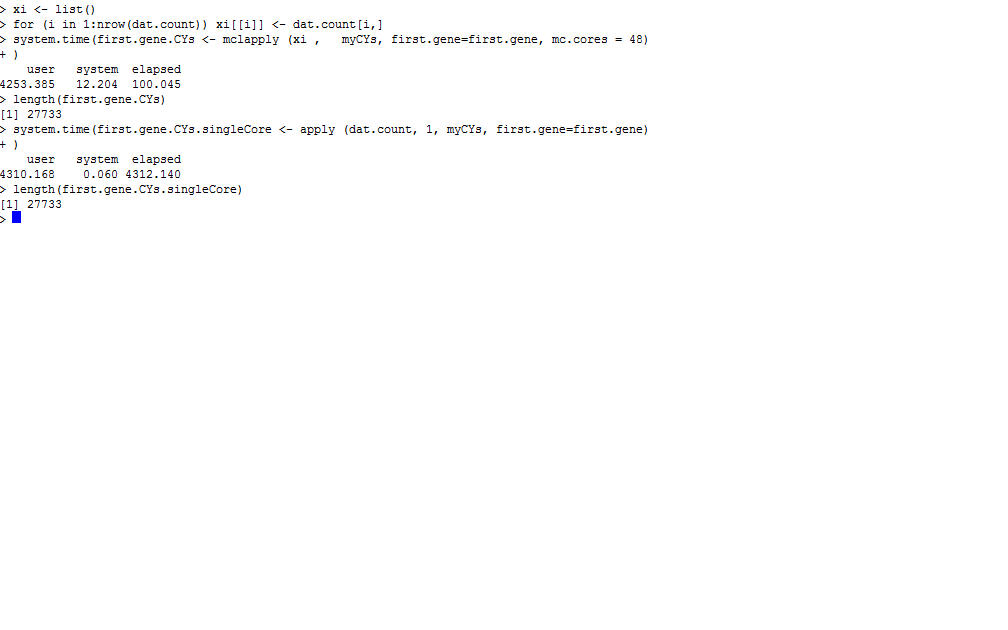 > xi <- list()
> for (i in 1:nrow(dat.count)) xi[[i]] <- dat.count[i,]
> system.time(first.gene.CYs <- mclapply (xi ,   myCYs, first.gene=first.gene, mc.cores = 48)
+ )
    user   system  elapsed
4253.385   12.204  100.045
> length(first.gene.CYs)
[1] 27733
> system.time(first.gene.CYs.singleCore <- apply (dat.count, 1, myCYs, first.gene=first.gene)
+ )
    user   system  elapsed
4310.168    0.060 4312.140
> length(first.gene.CYs.singleCore)
[1] 27733
>